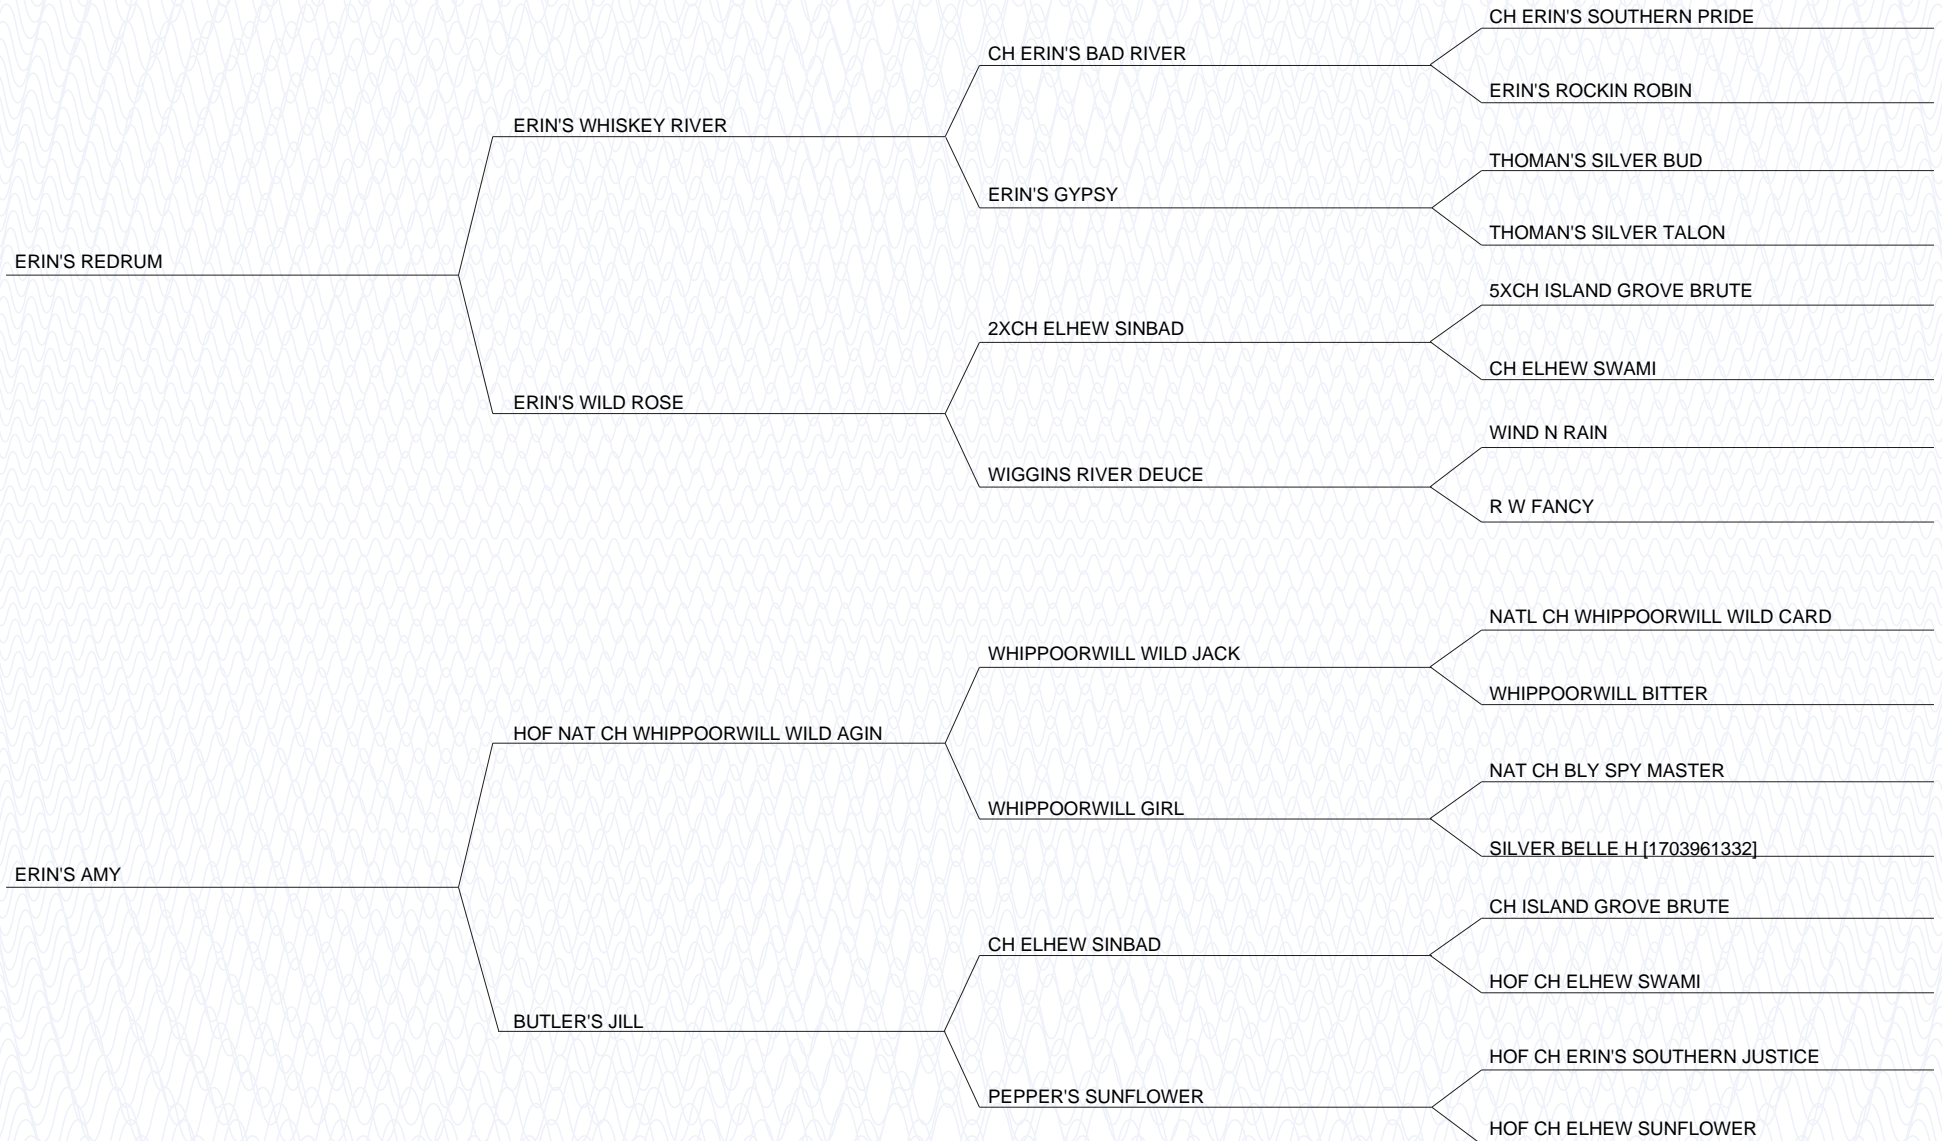 CH ERIN'S SOUTHERN PRIDE
CH ERIN'S BAD RIVER
ERIN'S ROCKIN ROBIN
ERIN'S WHISKEY RIVER
THOMAN'S SILVER BUD
ERIN'S GYPSY
THOMAN'S SILVER TALON
ERIN'S REDRUM
5XCH ISLAND GROVE BRUTE
2XCH ELHEW SINBAD
CH ELHEW SWAMI
ERIN'S WILD ROSE
WIND N RAIN
WIGGINS RIVER DEUCE
R W FANCY
NATL CH WHIPPOORWILL WILD CARD
WHIPPOORWILL WILD JACK
WHIPPOORWILL BITTER
HOF NAT CH WHIPPOORWILL WILD AGIN
NAT CH BLY SPY MASTER
WHIPPOORWILL GIRL
SILVER BELLE H [1703961332]
ERIN'S AMY
CH ISLAND GROVE BRUTE
CH ELHEW SINBAD
HOF CH ELHEW SWAMI
BUTLER'S JILL
HOF CH ERIN'S SOUTHERN JUSTICE
PEPPER'S SUNFLOWER
HOF CH ELHEW SUNFLOWER